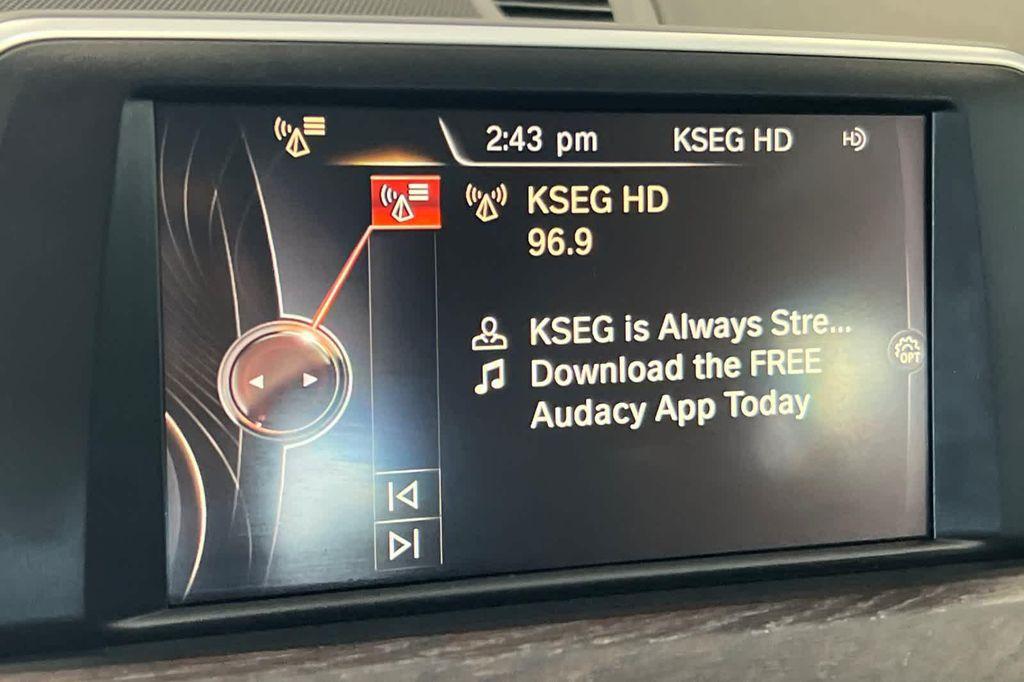 2:43 pm KSEG HD HD
KSEG HD
96.9
KSEG is Always Stre...
Download the FREE
Audacy App Today
OPT